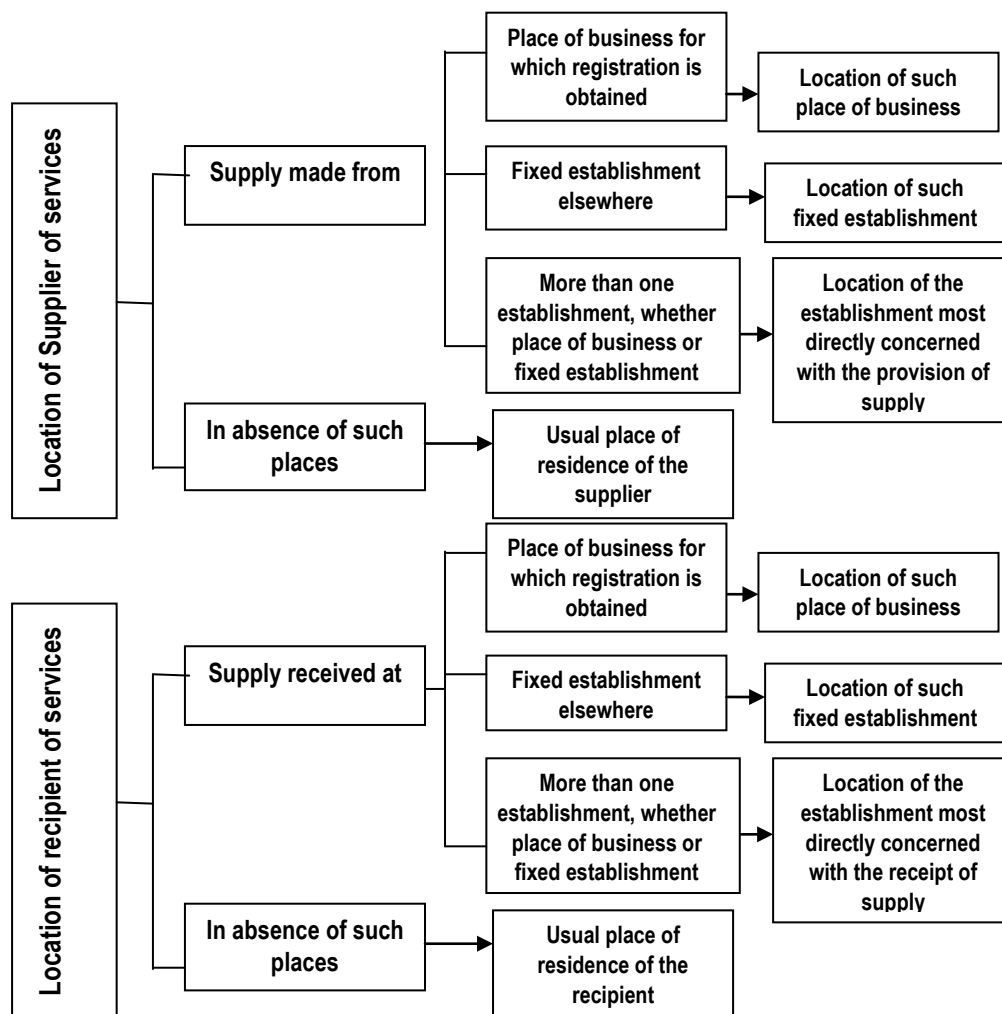 Location of Supplier of services
Supply made from
Place of business for
which registration is
obtained
Location of such
place of business
Fixed establishment
elsewhere
Location of such
fixed establishment
More than one
establishment, whether
place of business or
fixed establishment
Location of the
establishment most
directly concerned
with the provision of
supply
In absence of such
places
Usual place of
residence of the
supplier
Location of recipient of services
Supply received at
Place of business for
which registration is
obtained
Location of such
place of business
Fixed establishment
elsewhere
Location of such
fixed establishment
More than one
establishment, whether
place of business or
fixed establishment
Location of the
establishment most
directly concerned
with the receipt of
supply
In absence of such
places
Usual place of
residence of the
recipient